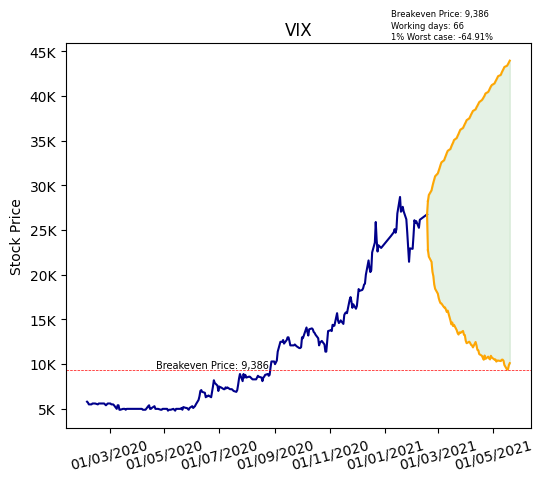 Breakeven Price: 9,386
Working days: 66
1% Worst case: -64.91%
VIX
45K
40K
35K
30K
25K
20K
15K
10K
5K
Stock Price
Breakeven Price: 9,386
01/03/2020
01/05/2020
01/07/2020
01/09/2020
01/11/2020
01/01/2021
01/03/2021
01/05/2021